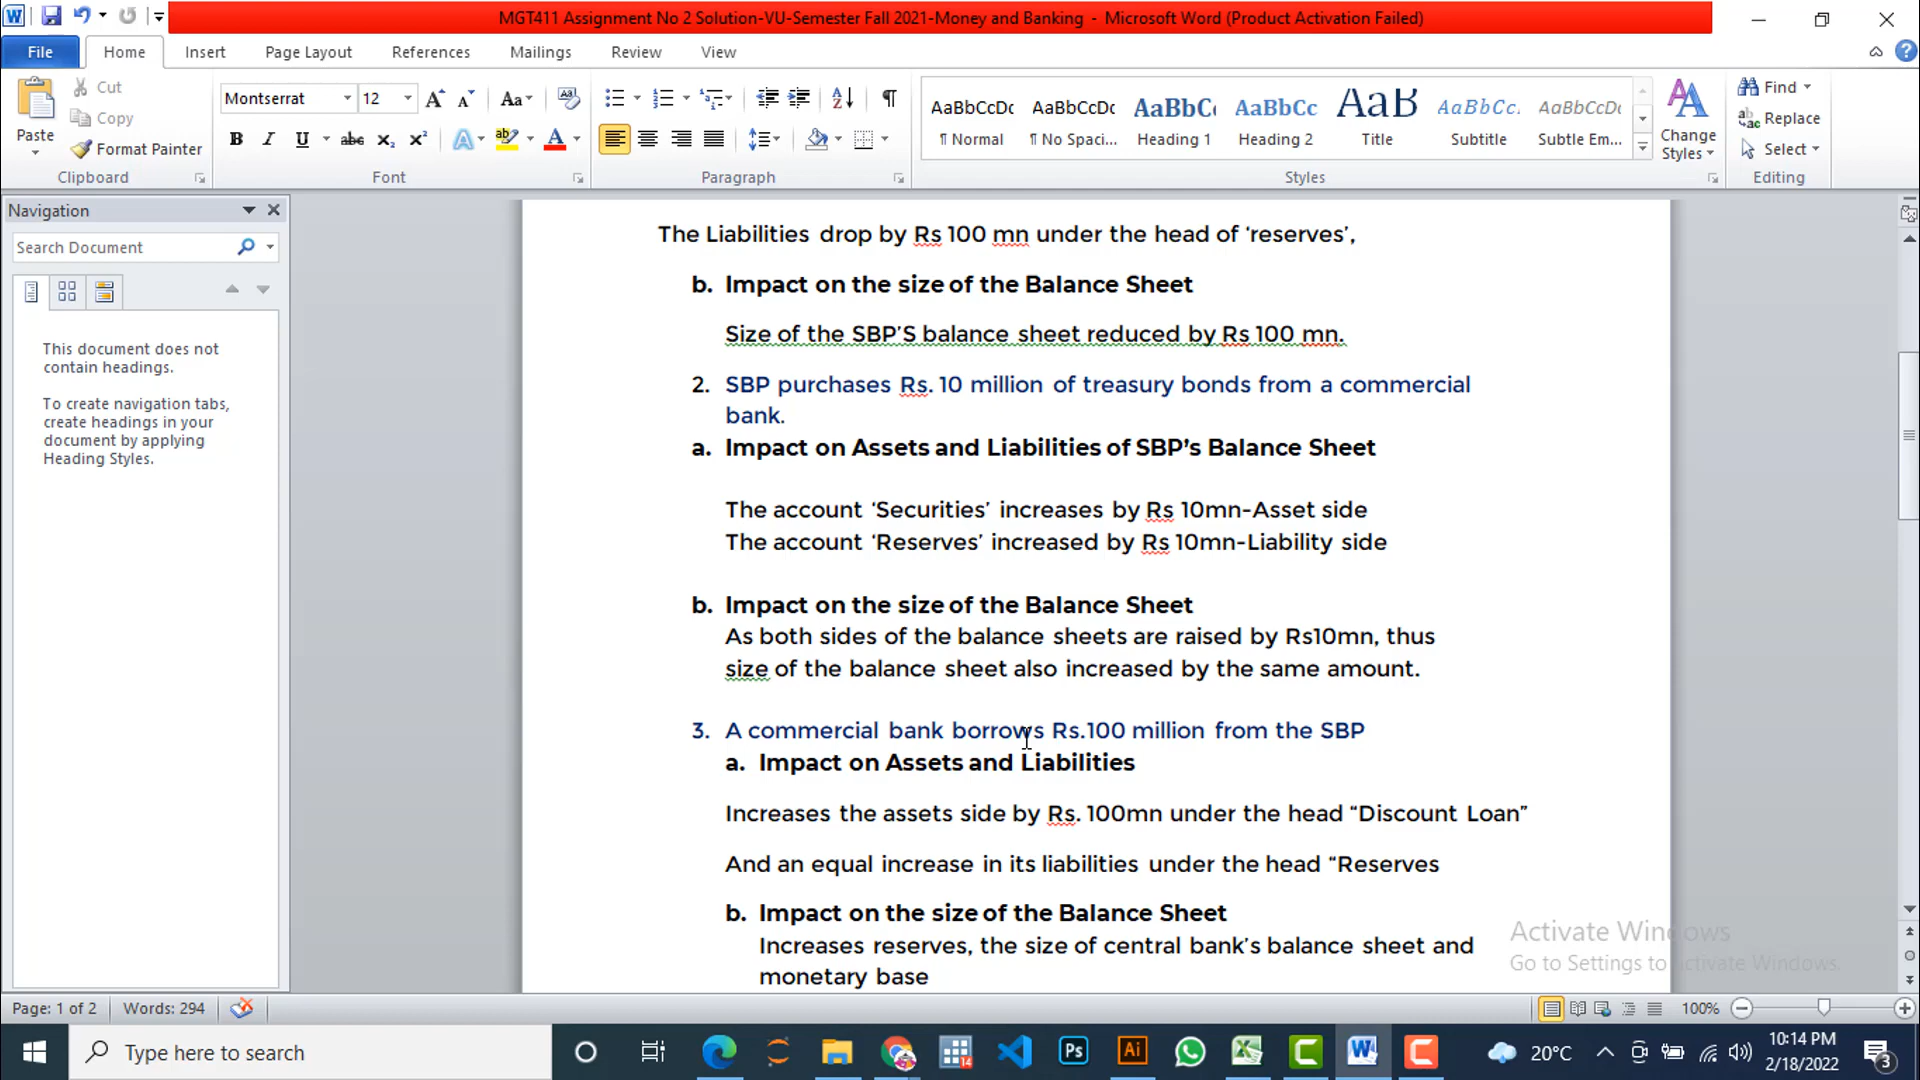 MGT411 Assignment No 2 Solution-VU-Semester Fall 2021-Money and Banking - Microsoft Word (Product Activation Failed)
File Home Insert Page Layout References Mailings Review View
Paste
Cut
Copy
Format Painter
Clipboard
Montserrat 12
Font
Paragraph
AaBbCcDc AaBbCcDc AaBbC AaBbCc AaB AaBbCc. AaBbCcDc
¶ Normal ¶ No Spaci... Heading 1 Heading 2 Title Subtitle Subtle Em...
Change Styles
Styles
Find
Replace
Select
Editing
Navigation
Search Document
This document does not
contain headings.
To create navigation tabs,
create headings in your
document by applying
Heading Styles.
The Liabilities drop by Rs 100 mn under the head of ‘reserves’,
b. Impact on the size of the Balance Sheet
Size of the SBP’S balance sheet reduced by Rs 100 mn.
2. SBP purchases Rs. 10 million of treasury bonds from a commercial
bank.
a. Impact on Assets and Liabilities of SBP’s Balance Sheet
The account ‘Securities’ increases by Rs 10mn-Asset side
The account ‘Reserves’ increased by Rs 10mn-Liability side
b. Impact on the size of the Balance Sheet
As both sides of the balance sheets are raised by Rs10mn, thus
size of the balance sheet also increased by the same amount.
3. A commercial bank borrows Rs.100 million from the SBP
a. Impact on Assets and Liabilities
Increases the assets side by Rs. 100mn under the head “Discount Loan”
And an equal increase in its liabilities under the head “Reserves
b. Impact on the size of the Balance Sheet
Increases reserves, the size of central bank’s balance sheet and
monetary base
Activate Windows
Go to Settings to activate Windows.
Page: 1 of 2 Words: 294 100%
Type here to search
20°C
10:14 PM
2/18/2022
3